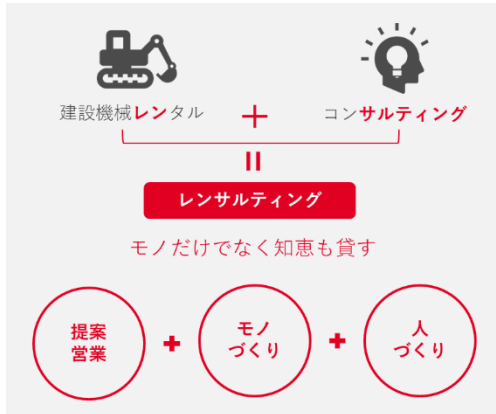 建設機械レンタル + コンサルティング
=
レンサルティング
モノだけでなく知恵も貸す
提案
営業
+
モノ
づくり
+
人
づくり